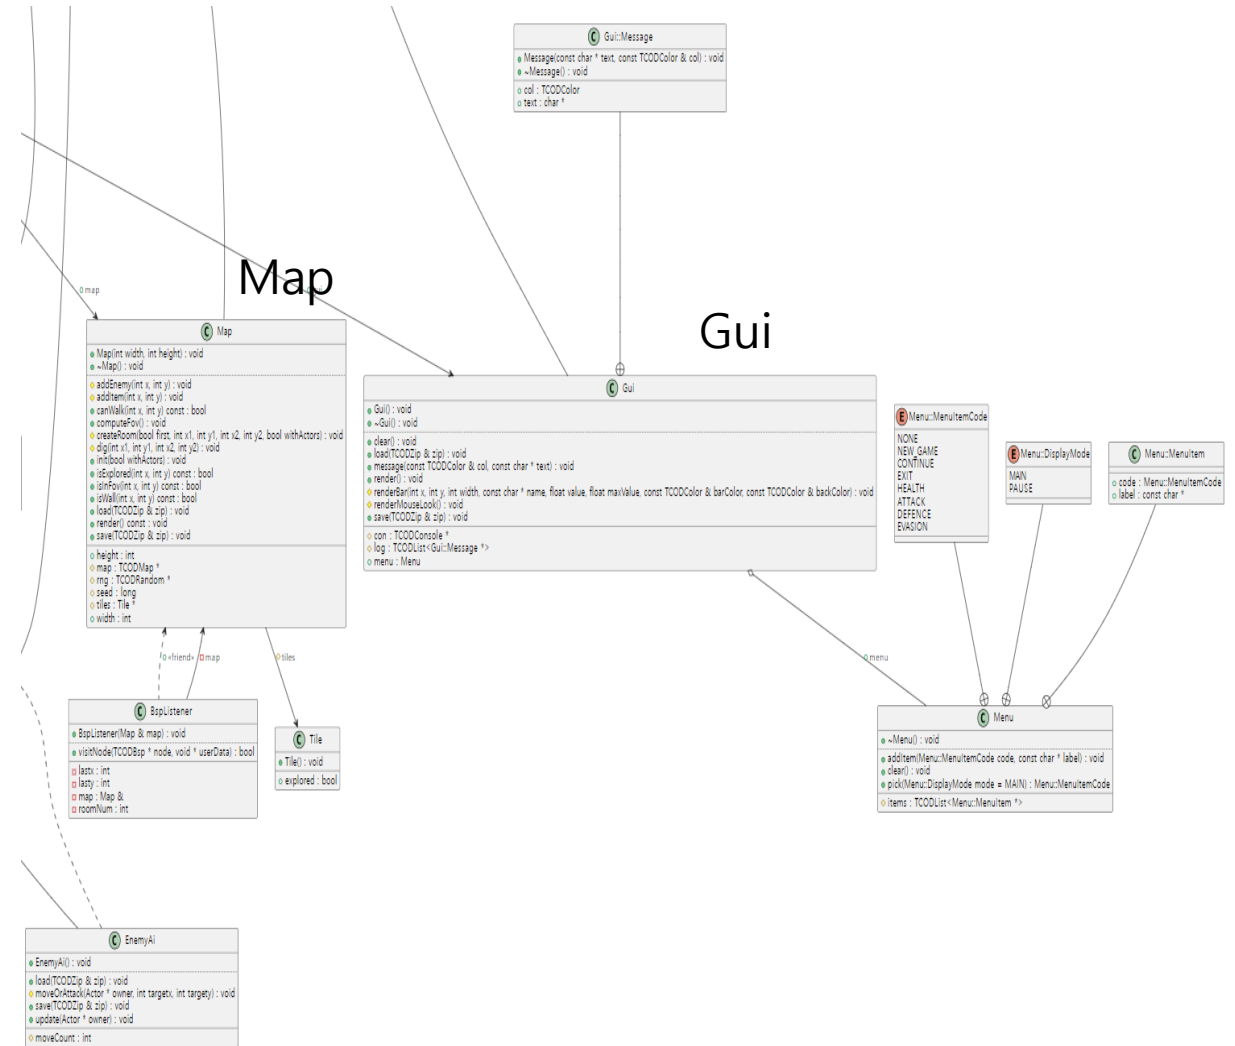 Gui::Message
Message(const char * text, const TCODColor & col) : void
~Message() : void
col : TCODColor
text : char *
Map
map
Gui
Map
Map(int width, int height) : void
~Map() : void
addEnemy(int x, int y) : void
addItem(int x, int y) : void
canWalk(int x, int y) const : bool
computeFov() : void
createRoom(bool first, int x1, int y1, int x2, int y2, bool withActors) : void
dig(int x1, int y1, int x2, int y2) : void
init(bool withActors) : void
isExplored(int x, int y) const : bool
isInFov(int x, int y) const : bool
isWall(int x, int y) const : bool
load(TCODZip & zip) : void
render() const : void
save(TCODZip & zip) : void
height : int
map : TCODMap *
rng : TCODRandom *
seed : long
tiles : Tile *
width : int
Gui
Gui() : void
~Gui() : void
clear() : void
load(TCODZip & zip) : void
message(const TCODColor & col, const char * text) : void
render() : void
renderBar(int x, int y, int width, const char * name, float value, float maxValue, const TCODColor & barColor, const TCODColor & backColor) : void
renderMouseLook() : void
save(TCODZip & zip) : void
con : TCODConsole *
log : TCODList<Gui::Message *>
menu : Menu
Menu::MenuItemCode
NONE
NEW_GAME
CONTINUE
EXIT
HEALTH
ATTACK
DEFENCE
EVASION
Menu::DisplayMode
MAIN
PAUSE
Menu::MenuItem
code : Menu::MenuItemCode
label : const char *
«friend»
map
tiles
menu
BspListener
BspListener(Map & map) : void
visitNode(TCODBsp * node, void * userData) : bool
lastx : int
lasty : int
map : Map &
roomNum : int
Tile
Tile() : void
explored : bool
Menu
~Menu() : void
addItem(Menu::MenuItemCode code, const char * label) : void
clear() : void
pick(Menu::DisplayMode mode = MAIN) : Menu::MenuItemCode
items : TCODList<Menu::MenuItem *>
EnemyAi
EnemyAi() : void
load(TCODZip & zip) : void
moveOrAttack(Actor * owner, int targetx, int targety) : void
save(TCODZip & zip) : void
update(Actor * owner) : void
moveCount : int